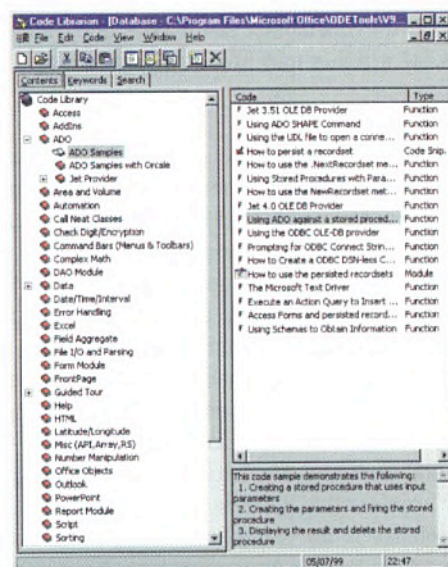 Code Librarian - [Database - C:\Program Files\Microsoft Office\ODETools\V9...
File Edit Code View Window Help
Contents Keywords Search
Code Library
Access
AddIns
ADO
ADO Samples
ADO Samples with Orcale
Jet Provider
Area and Volume
Automation
Call Neat Classes
Check Digit/Encryption
Command Bars (Menus & Toolbars)
Complex Math
DAO Module
Data
Date/Time/Interval
Error Handling
Excel
Field Aggregate
File I/O and Parsing
Form Module
FrontPage
Guided Tour
Help
HTML
Latitude/Longitude
Misc (API,Array,RS)
Number Manipulation
Office Objects
Outlook
PowerPoint
Report Module
Script
Sorting
Code Type
Jet 3.51 OLE DB Provider Function
Using ADO SHAPE Command Function
Using the UDL file to open a conne... Function
How to persist a recordset Code Snip.
How to use the .NextRecordset me... Function
Using Stored Procedures with Para... Function
How to use the NewRecordset met... Function
Jet 4.0 OLE DB Provider Function
Using ADO against a stored proced... Function
Using the ODBC OLE-DB provider Function
Prompting for ODBC Connect Strin... Function
How to Create a ODBC DSN-less C... Function
How to use the persisted recordsets Module
The Microsoft Text Driver Function
Execute an Action Query to Insert ... Function
Access Forms and persisted record... Function
Using Schemas to Obtain Information Function
This code sample demonstrates the following:
1. Creating a stored procedure that uses input
parameters
2. Creating the parameters and firing the stored
procedure
3. Displaying the result and delete the stored
procedure
05/07/99 22:47